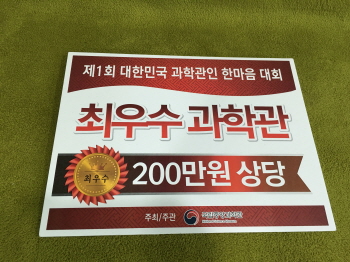 제1회 대한민국 과학관인 한마음 대회
최우수 과학관
최우수
200만원 상당
주최/주관